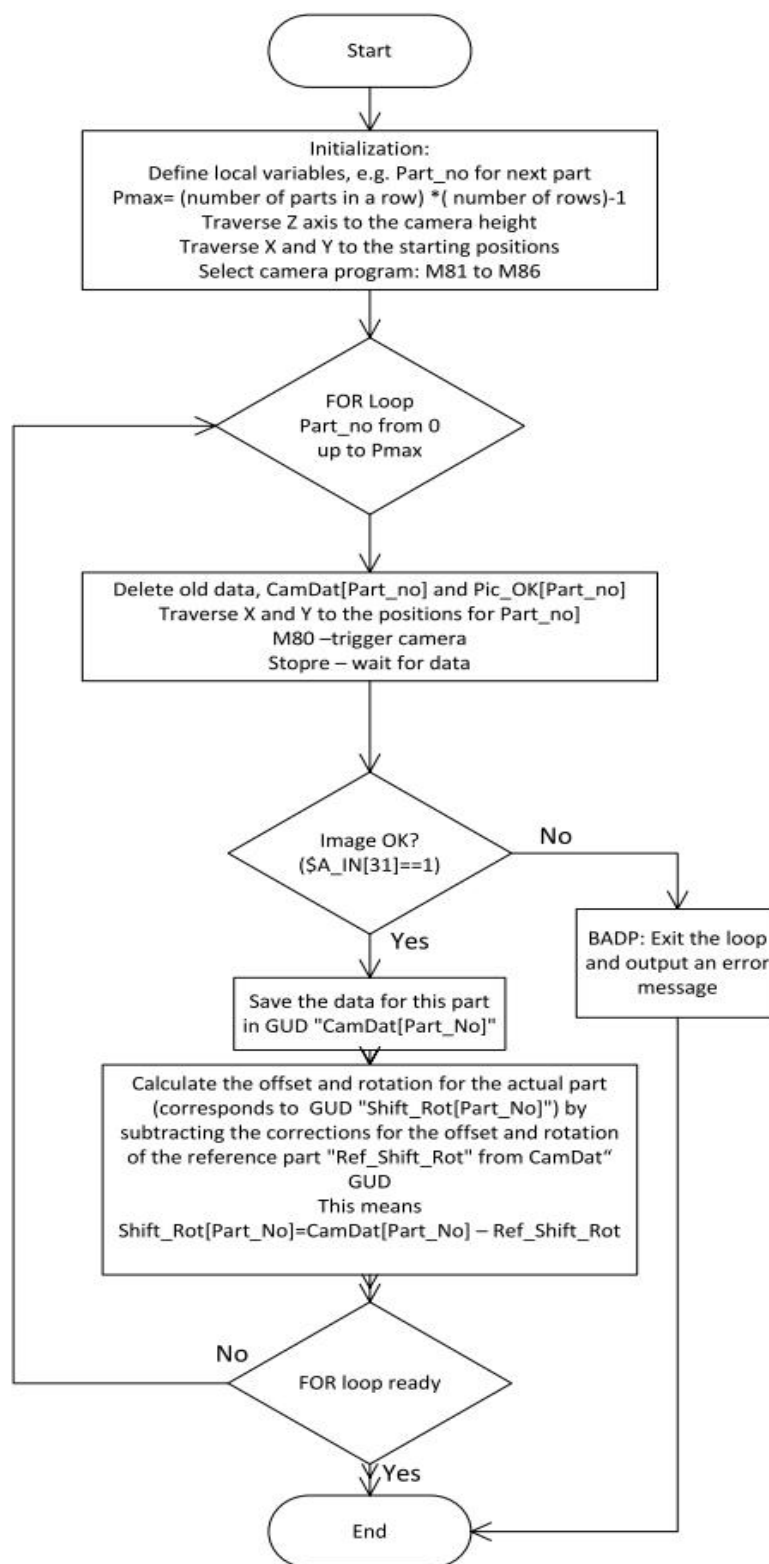 Start
Initialization:
Define local variables, e.g. Part_no for next part
Pmax= (number of parts in a row) *( number of rows)-1
Traverse Z axis to the camera height
Traverse X and Y to the starting positions
Select camera program: M81 to M86
FOR Loop
Part_no from 0
up to Pmax
Delete old data, CamDat[Part_no] and Pic_OK[Part_no]
Traverse X and Y to the positions for Part_no]
M80 –trigger camera
Stopre – wait for data
Image OK?
($A_IN[31]==1)
No
Yes
BADP: Exit the loop
and output an error
message
Save the data for this part
in GUD "CamDat[Part_No]"
Calculate the offset and rotation for the actual part
(corresponds to  GUD "Shift_Rot[Part_No]") by
subtracting the corrections for the offset and rotation
of the reference part "Ref_Shift_Rot" from CamDat“
GUD
This means
Shift_Rot[Part_No]=CamDat[Part_No] – Ref_Shift_Rot
No
FOR loop ready
Yes
End